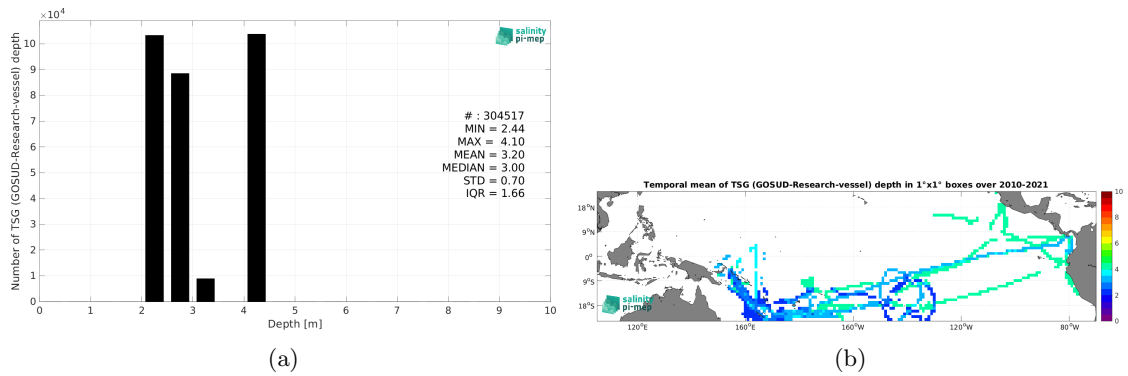 ×10⁴
10
9
8
7
6
5
4
3
2
1
0
Number of TSG (GOSUD-Research-vessel) depth
0 1 2 3 4 5 6 7 8 9 10
Depth [m]
salinity
pi-mep
# : 304517
MIN = 2.44
MAX = 4.10
MEAN = 3.20
MEDIAN = 3.00
STD = 0.70
IQR = 1.66
(a)
Temporal mean of TSG (GOSUD-Research-vessel) depth in 1°x1° boxes over 2010-2021
18°N
9°N
0°
9°S
18°S
120°E 160°E 160°W 120°W 80°W
salinity
pi-mep
10
8
6
4
2
0
(b)